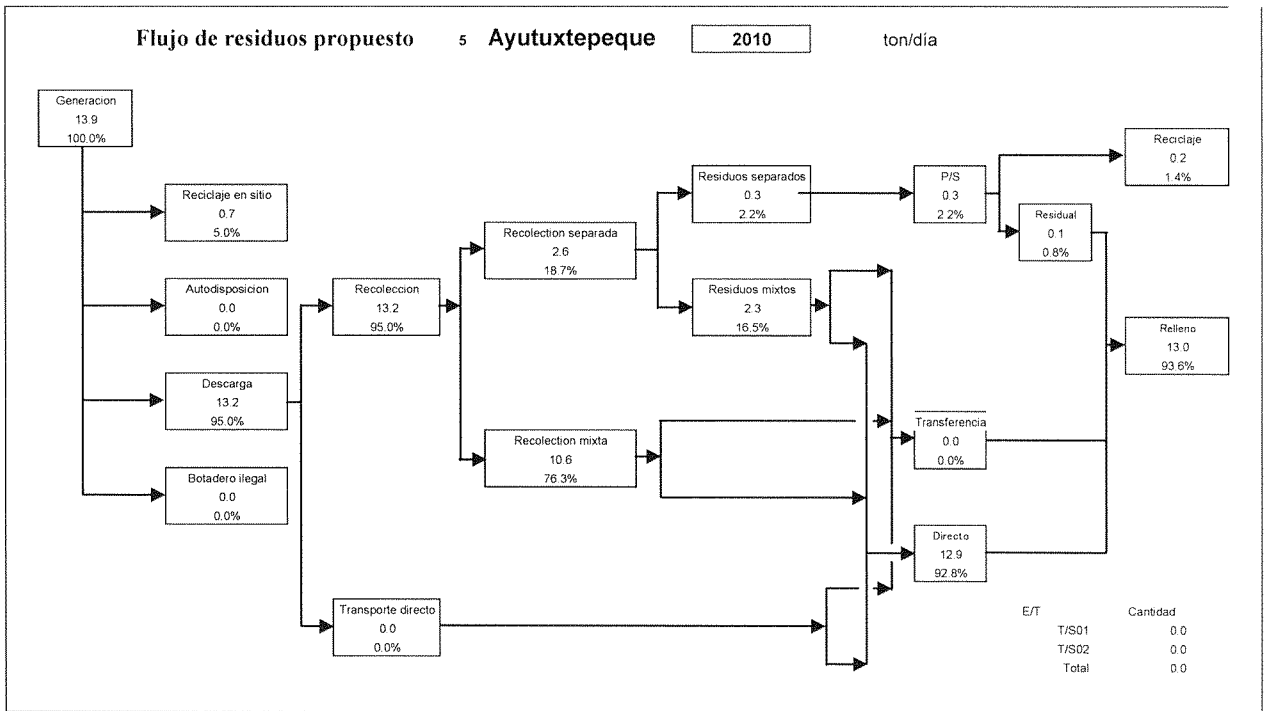 Flujo de residuos propuesto 5 Ayutuxtepeque 2010 ton/día
Generacion
13.9
100.0%
Reciclaje en sitio
0.7
5.0%
Autodisposicion
0.0
0.0%
Descarga
13.2
95.0%
Botadero ilegal
0.0
0.0%
Recoleccion
13.2
95.0%
Transporte directo
0.0
0.0%
Recolection separada
2.6
18.7%
Recolection mixta
10.6
76.3%
Residuos separados
0.3
2.2%
Residuos mixtos
2.3
16.5%
P/S
0.3
2.2%
Residual
0.1
0.8%
Transferencia
0.0
0.0%
Directo
12.9
92.8%
Reciclaje
0.2
1.4%
Relleno
13.0
93.6%
E/T Cantidad
T/S01 0.0
T/S02 0.0
Total 0.0